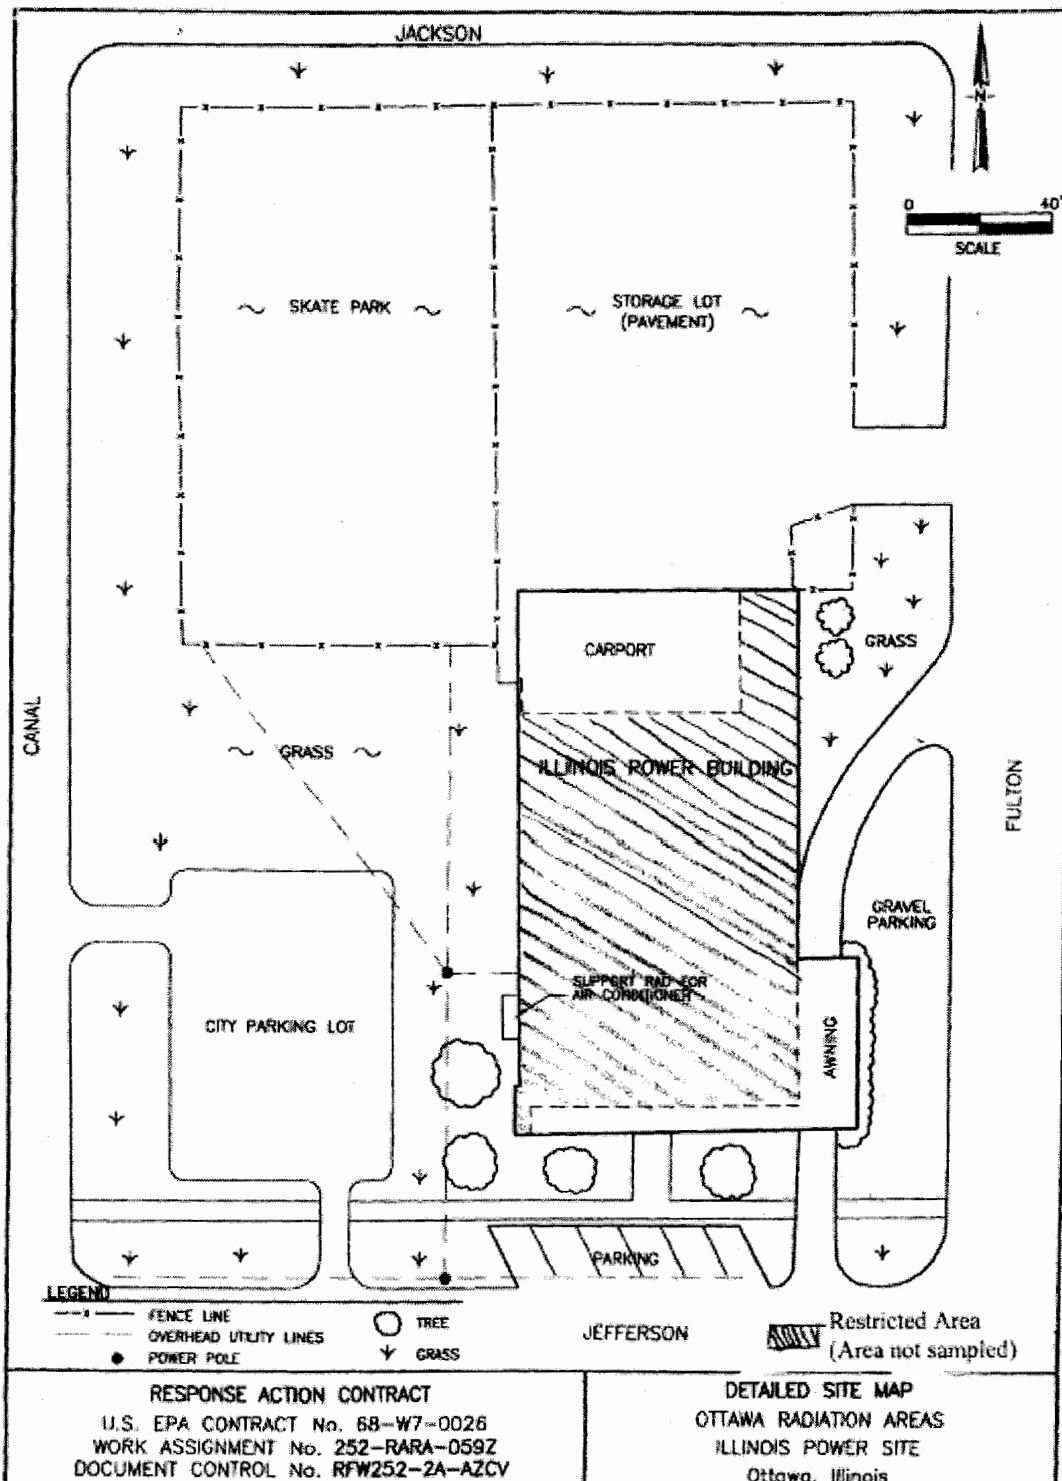 JACKSON
N
0 40'
SCALE
SKATE PARK
STORAGE LOT
(PAVEMENT)
CARPORT
GRASS
CANAL
GRASS
ILLINOIS POWER BUILDING
FULTON
GRAVEL
PARKING
SUPPORT PAD FOR
AIR CONDITIONER
CITY PARKING LOT
AWNING
PARKING
LEGEND
FENCE LINE
OVERHEAD UTILITY LINES
POWER POLE
TREE
GRASS
JEFFERSON
Restricted Area
(Area not sampled)
RESPONSE ACTION CONTRACT
U.S. EPA CONTRACT No. 68-W7-0026
WORK ASSIGNMENT No. 252-RARA-059Z
DOCUMENT CONTROL No. RFW252-2A-AZCV
DETAILED SITE MAP
OTTAWA RADIATION AREAS
ILLINOIS POWER SITE
Ottawa, Illinois